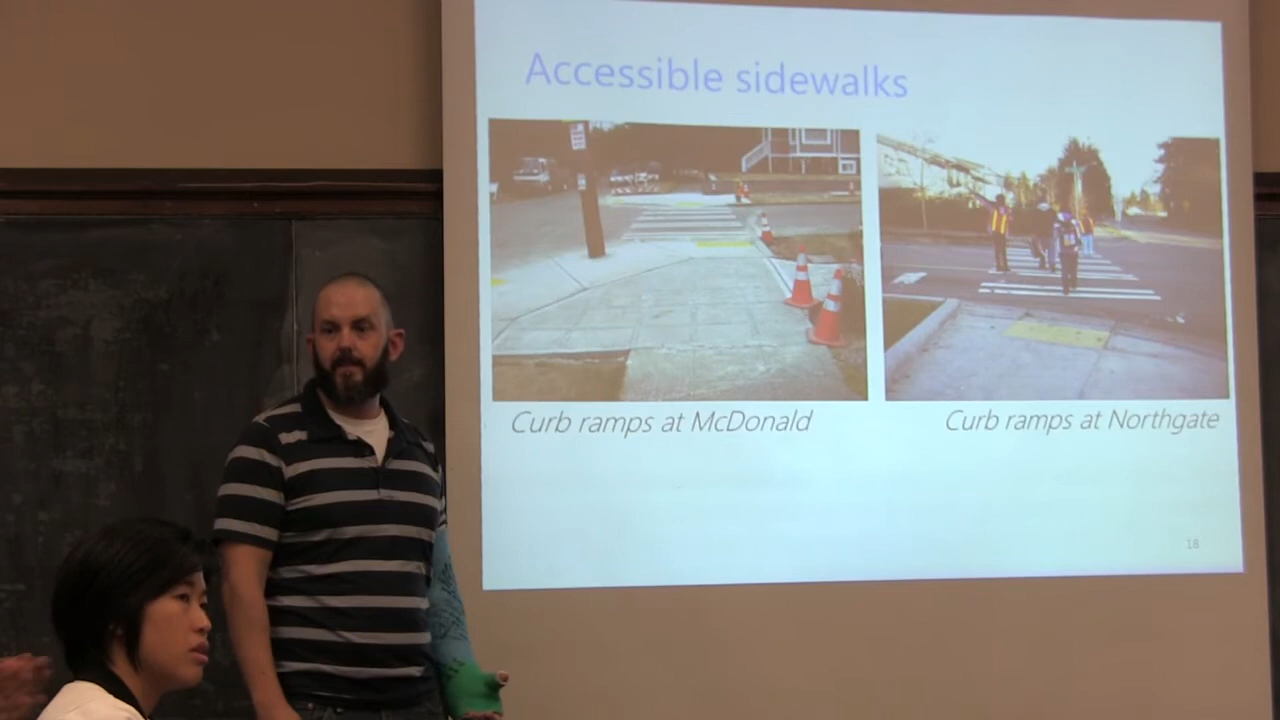 Accessible sidewalks
Curb ramps at McDonald
Curb ramps at Northgate
18